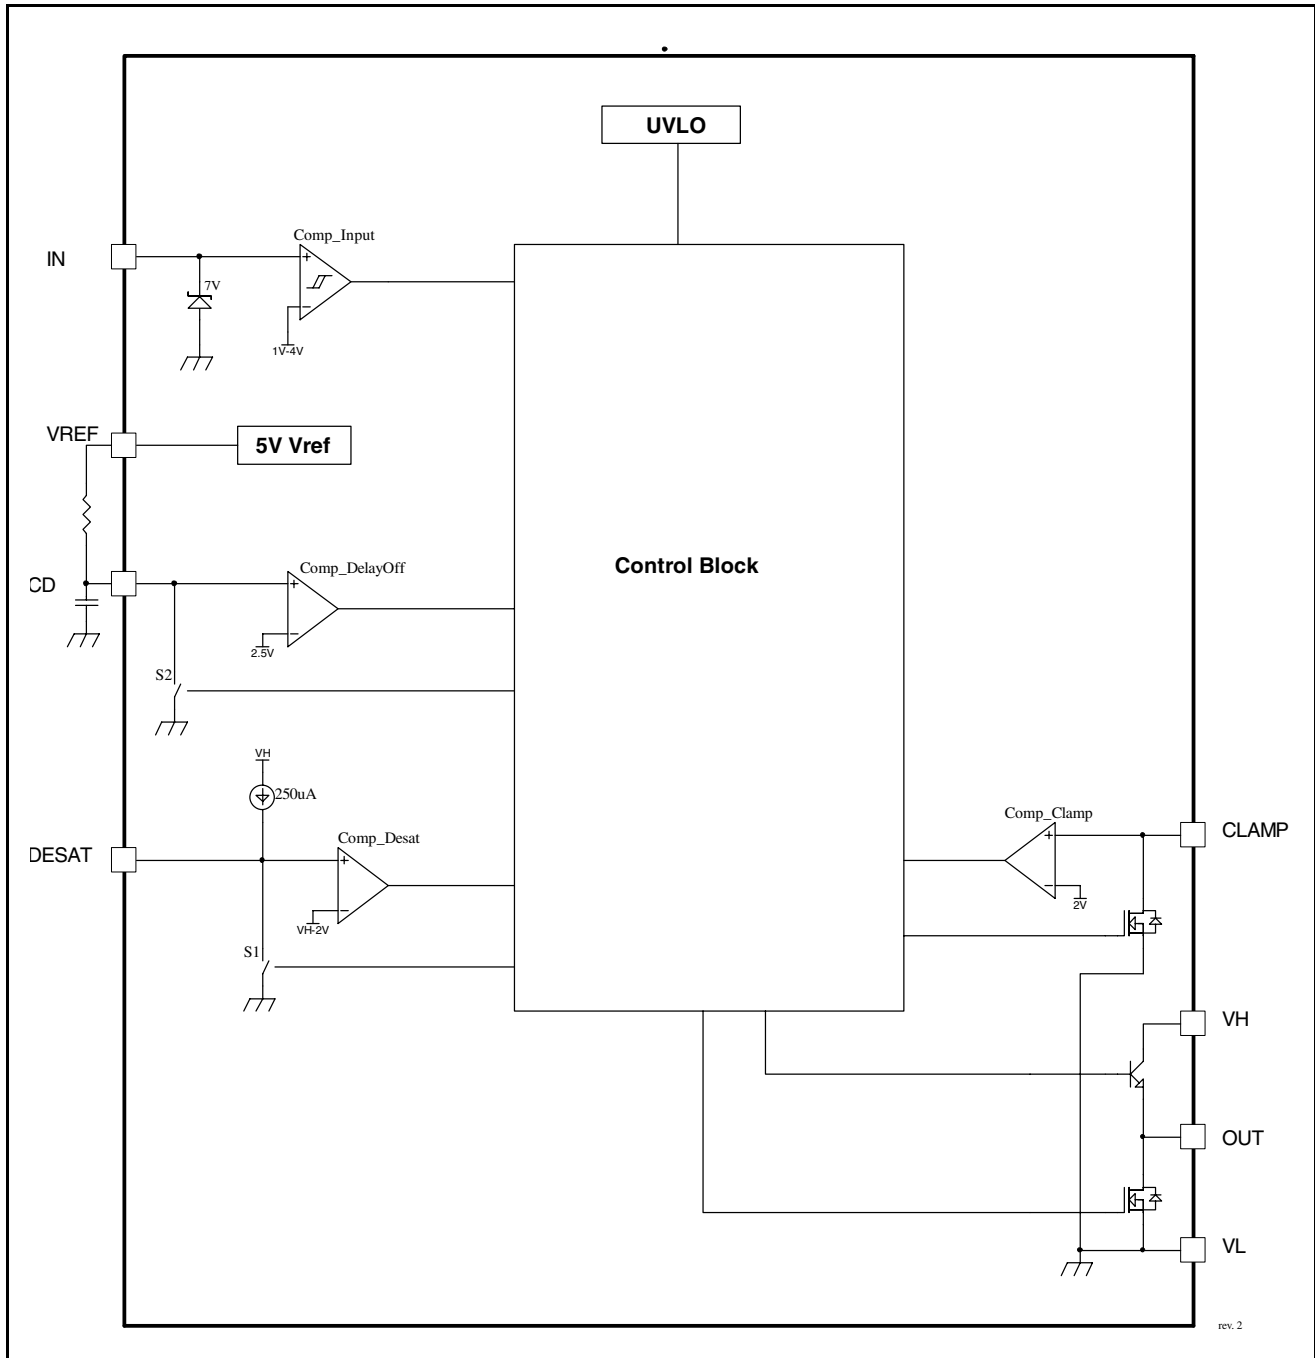 UVLO
Comp_Input
IN
7V
1V-4V
VREF
5V Vref
Control Block
Comp_DelayOff
CD
2.5V
S2
VH
250uA
Comp_Desat
DESAT
VH-2V
S1
Comp_Clamp
CLAMP
2V
VH
OUT
VL
rev. 2